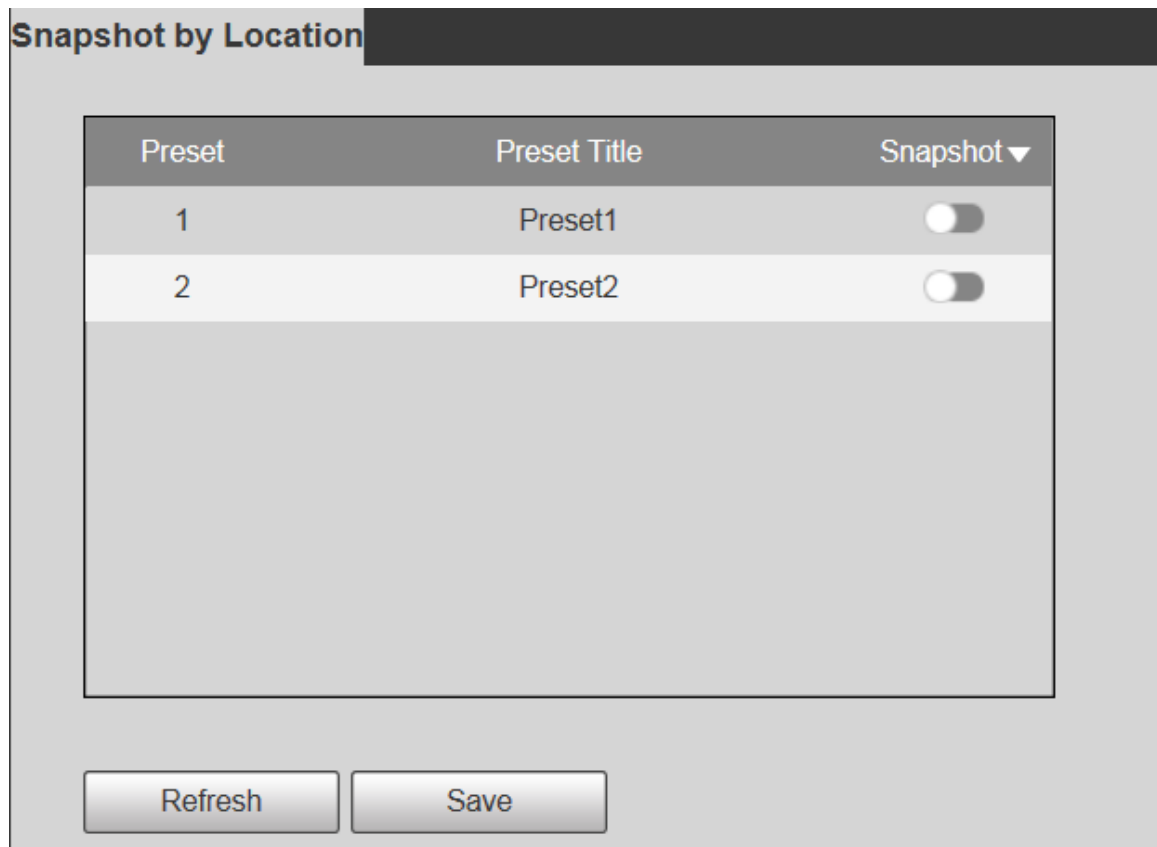 Snapshot by Location
Preset Preset Title Snapshot
1 Preset1
2 Preset2
Refresh Save